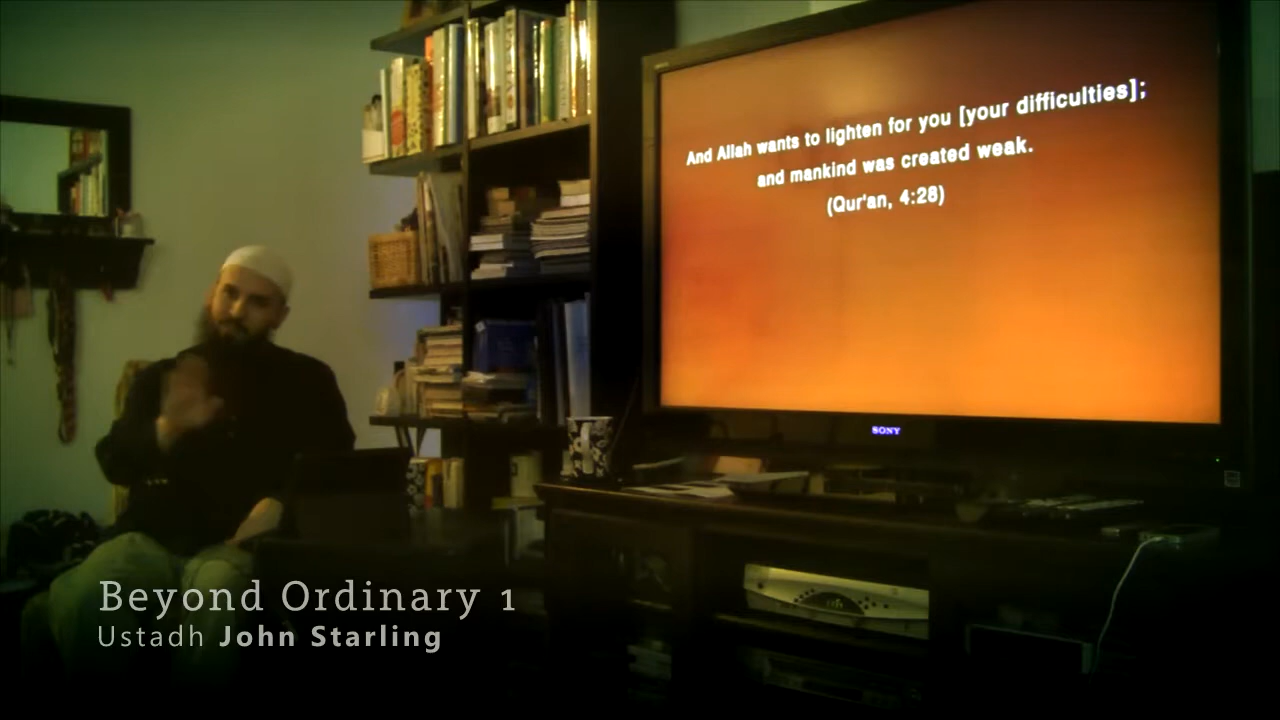 And Allah wants to lighten for you [your difficulties];
and mankind was created weak.
(Qur'an, 4:28)
SONY
Beyond Ordinary 1
Ustadh John Starling